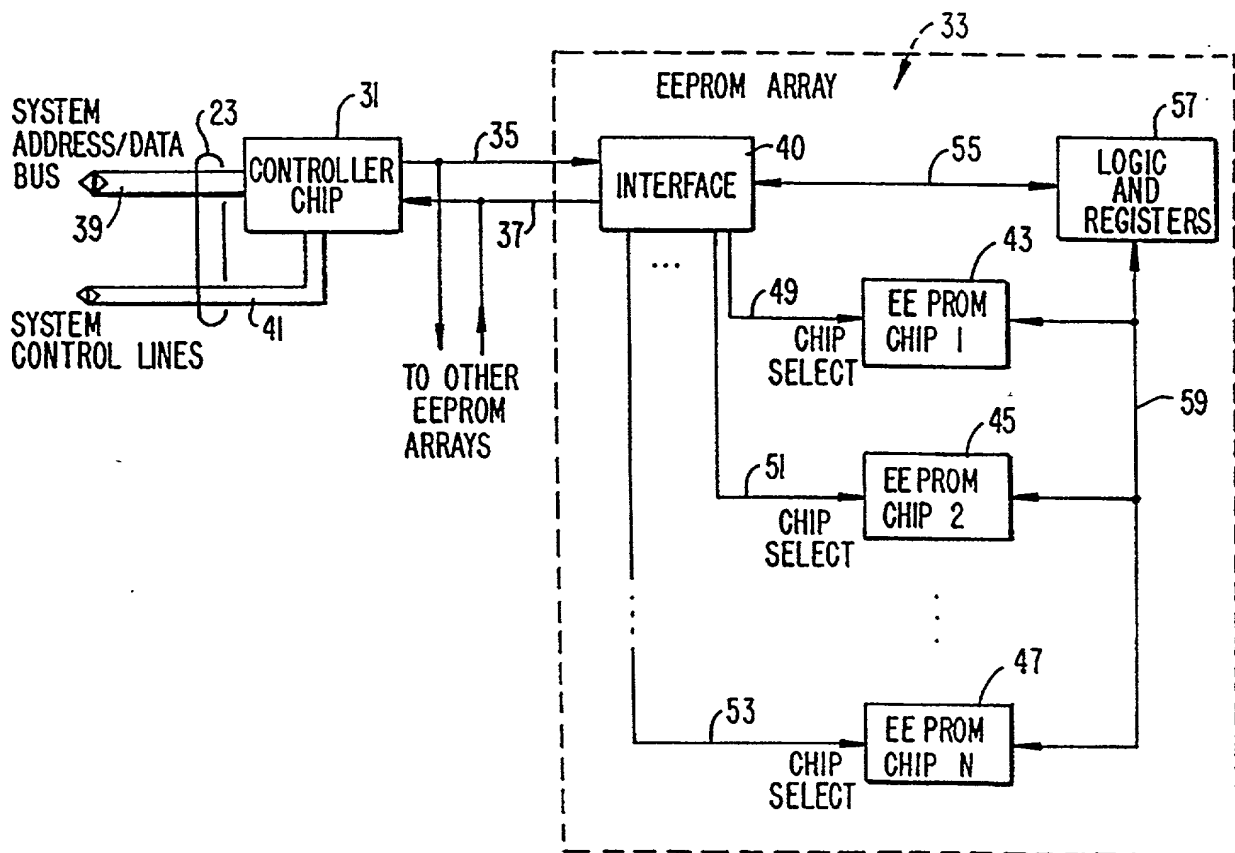 33
EEPROM ARRAY
SYSTEM
ADDRESS/DATA
BUS
23
31
CONTROLLER
CHIP
35
40
INTERFACE
55
57
LOGIC
AND
REGISTERS
39
37
...
43
49
EE PROM
CHIP 1
CHIP
SELECT
41
SYSTEM
CONTROL LINES
TO OTHER
EEPROM
ARRAYS
59
45
51
EE PROM
CHIP 2
CHIP
SELECT
47
53
EE PROM
CHIP N
CHIP
SELECT